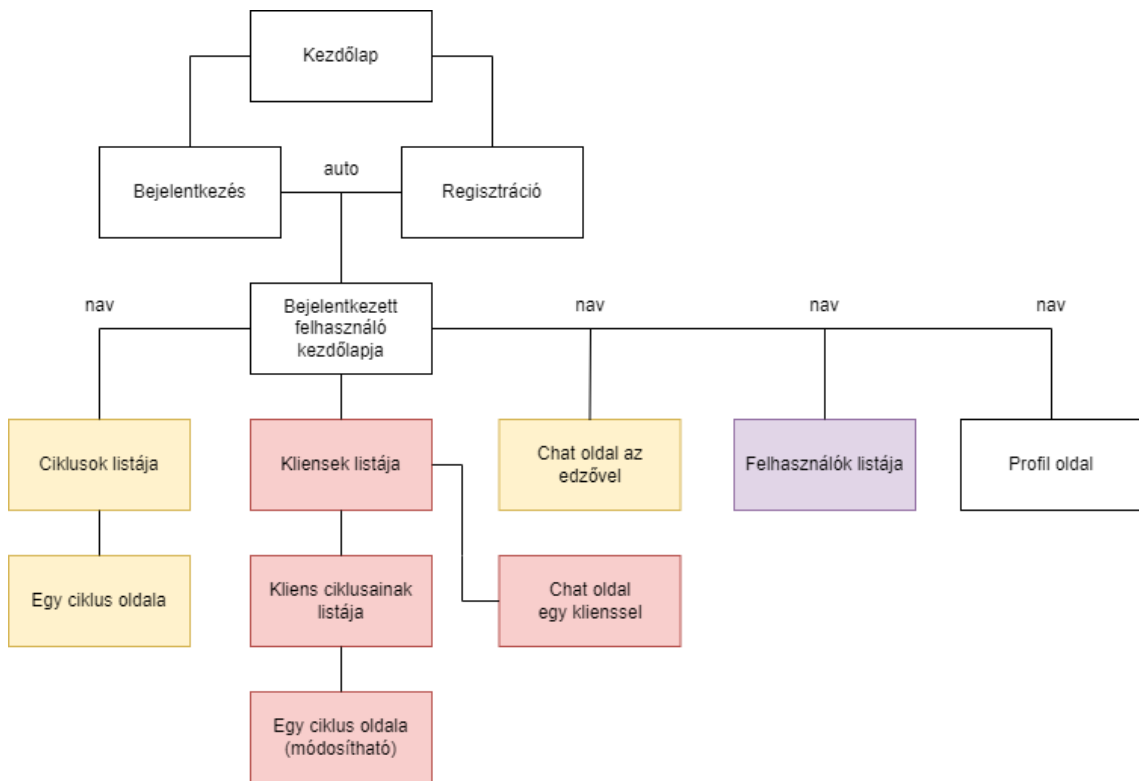 Kezdőlap
auto
Bejelentkezés
Regisztráció
nav
Bejelentkezett
felhasználó
kezdőlapja
nav
nav
nav
Ciklusok listája
Kliensek listája
Chat oldal az
edzővel
Felhasználók listája
Profil oldal
Egy ciklus oldala
Kliens ciklusainak
listája
Chat oldal
egy klienssel
Egy ciklus oldala
(módosítható)